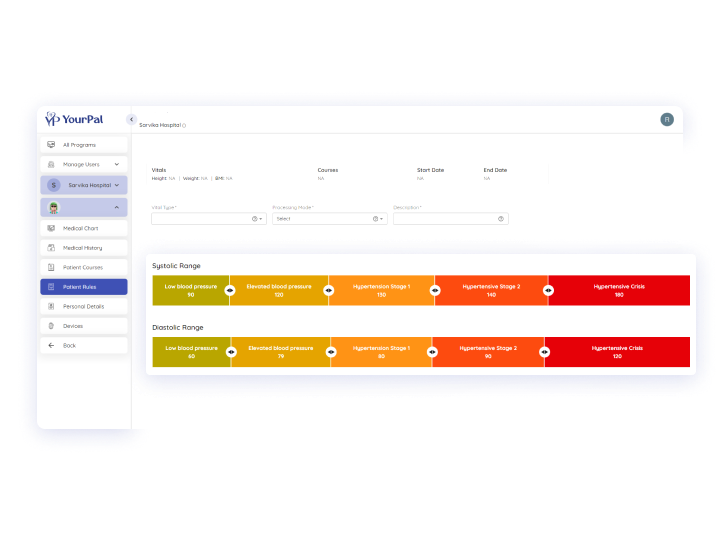 YourPal
Sarvika Hospital
R
All Programs
Manage Users
S Sarvika Hospital
Medical Chart
Medical History
Patient Courses
Patient Rules
Personal Details
Devices
Back
Vitals Courses Start Date End Date
Height: NA | Weight: NA | BMI: NA NA NA NA
Vital Type* Processing Mode* Description*
Select
Systolic Range
Low blood pressure Elevated blood pressure Hypertension Stage 1 Hypertensive Stage 2 Hypertensive Crisis
90 120 130 140 180
Diastolic Range
Low blood pressure Elevated blood pressure Hypertension Stage 1 Hypertensive Stage 2 Hypertensive Crisis
60 79 80 90 120